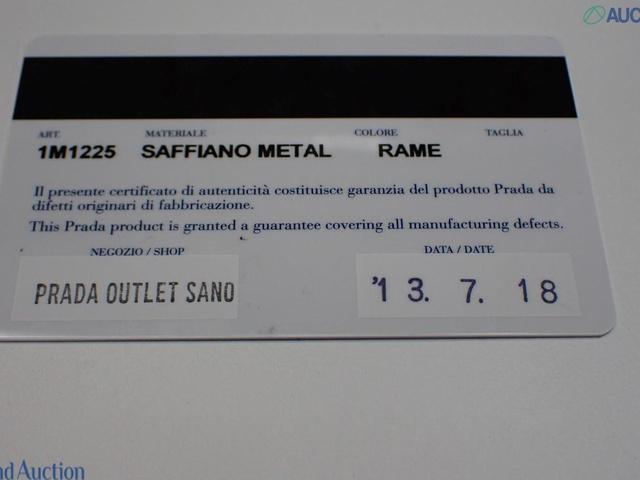 AUC
ART. MATERIALE COLORE TAGLIA
1M1225 SAFFIANO METAL RAME
Il presente certificato di autenticità costituisce garanzia del prodotto Prada da
difetti originari di fabbricazione.
This Prada product is granted a guarantee covering all manufacturing defects.
NEGOZIO / SHOP DATA / DATE
PRADA OUTLET SANO '13. 7. 18
nd Auction